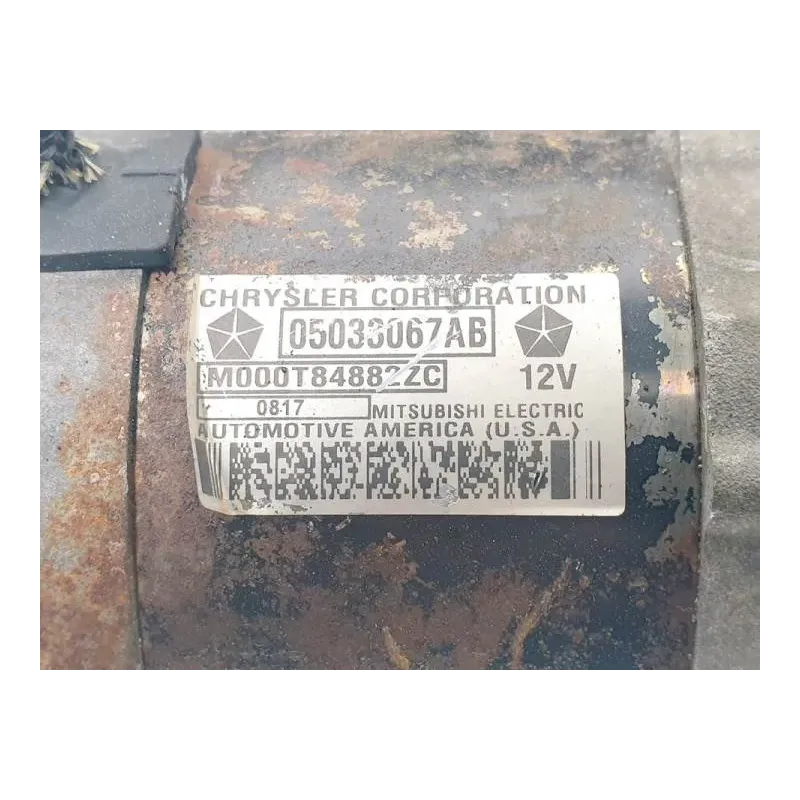 CHRYSLER CORPORATION
05033067AB
M000T84882ZC 12V
Y 0817 MITSUBISHI ELECTRIC
AUTOMOTIVE AMERICA (U.S.A.)